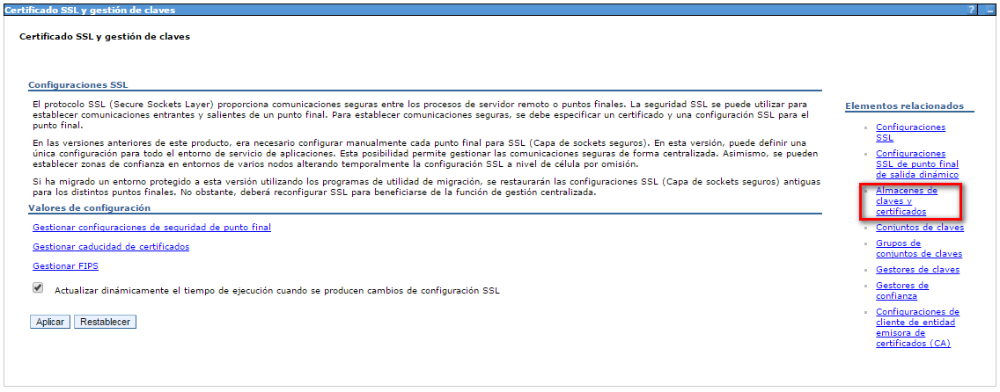 Certificado SSL y gestión de claves
?
Certificado SSL y gestión de claves
Configuraciones SSL
El protocolo SSL (Secure Sockets Layer) proporciona comunicaciones seguras entre los procesos de servidor remoto o puntos finales. La seguridad SSL se puede utilizar para
establecer comunicaciones entrantes y salientes de un punto final. Para establecer comunicaciones seguras, se debe especificar un certificado y una configuración SSL para el
punto final.
En las versiones anteriores de este producto, era necesario configurar manualmente cada punto final para SSL (Capa de sockets seguros). En esta versión, puede definir una
única configuración para todo el entorno de servicio de aplicaciones. Esta posibilidad permite gestionar las comunicaciones seguras de forma centralizada. Asimismo, se pueden
establecer zonas de confianza en entornos de varios nodos alterando temporalmente la configuración SSL a nivel de célula por omisión.
Si ha migrado un entorno protegido a esta versión utilizando los programas de utilidad de migración, se restaurarán las configuraciones SSL (Capa de sockets seguros) antiguas
para los distintos puntos finales. No obstante, deberá reconfigurar SSL para beneficiarse de la función de gestión centralizada.
Valores de configuración
Gestionar configuraciones de seguridad de punto final
Gestionar caducidad de certificados
Gestionar FIPS
Actualizar dinámicamente el tiempo de ejecución cuando se producen cambios de configuración SSL
Aplicar Restablecer
Elementos relacionados
Configuraciones
SSL
Configuraciones
SSL de punto final
de salida dinámico
Almacenes de
claves y
certificados
Conjuntos de claves
Grupos de
conjuntos de claves
Gestores de claves
Gestores de
confianza
Configuraciones de
cliente de entidad
emisora de
certificados (CA)